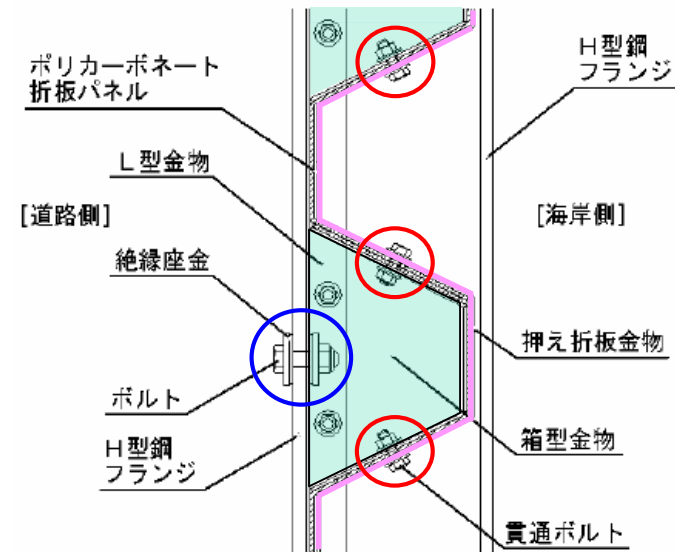 ポリカーボネート
折板パネル
L型金物
[道路側]
絶縁座金
ボルト
H型鋼
フランジ
H型鋼
フランジ
[海岸側]
押え折板金物
箱型金物
貫通ボルト